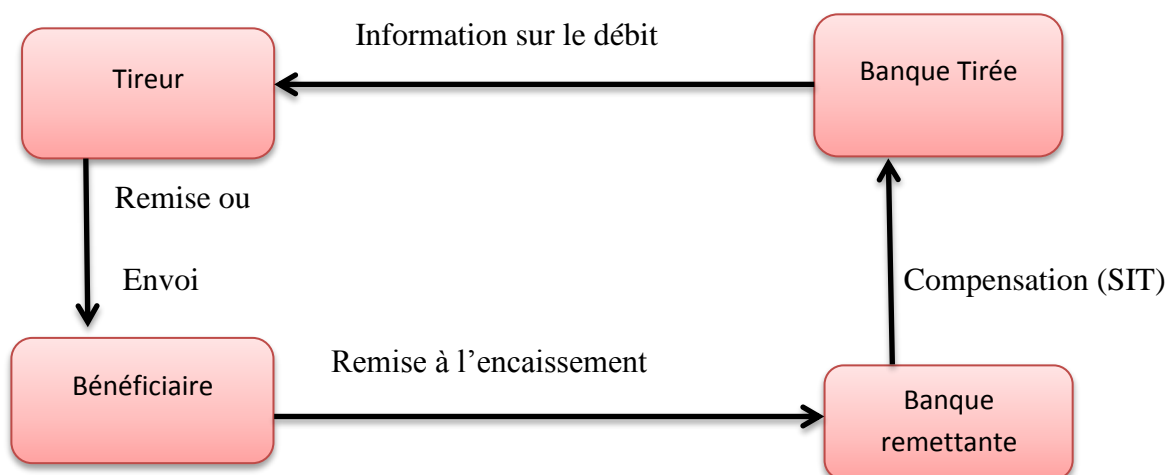 Information sur le débit
Tireur
Banque Tirée
Remise ou
Envoi
Compensation (SIT)
Remise à l’encaissement
Bénéficiaire
Banque
remettante